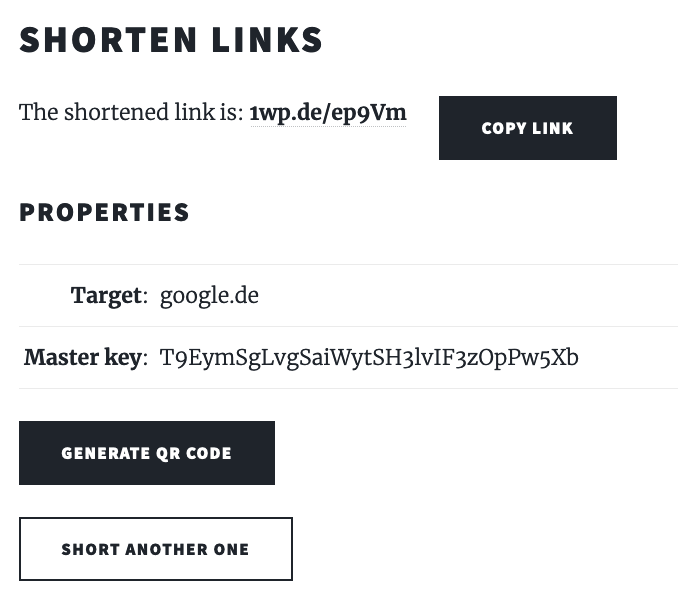 SHORTEN LINKS
The shortened link is: 1wp.de/ep9Vm
COPY LINK
PROPERTIES
Target: google.de
Master key: T9EymSgLvgSaiWytSH3lvIF3zOpPw5Xb
GENERATE QR CODE
SHORT ANOTHER ONE